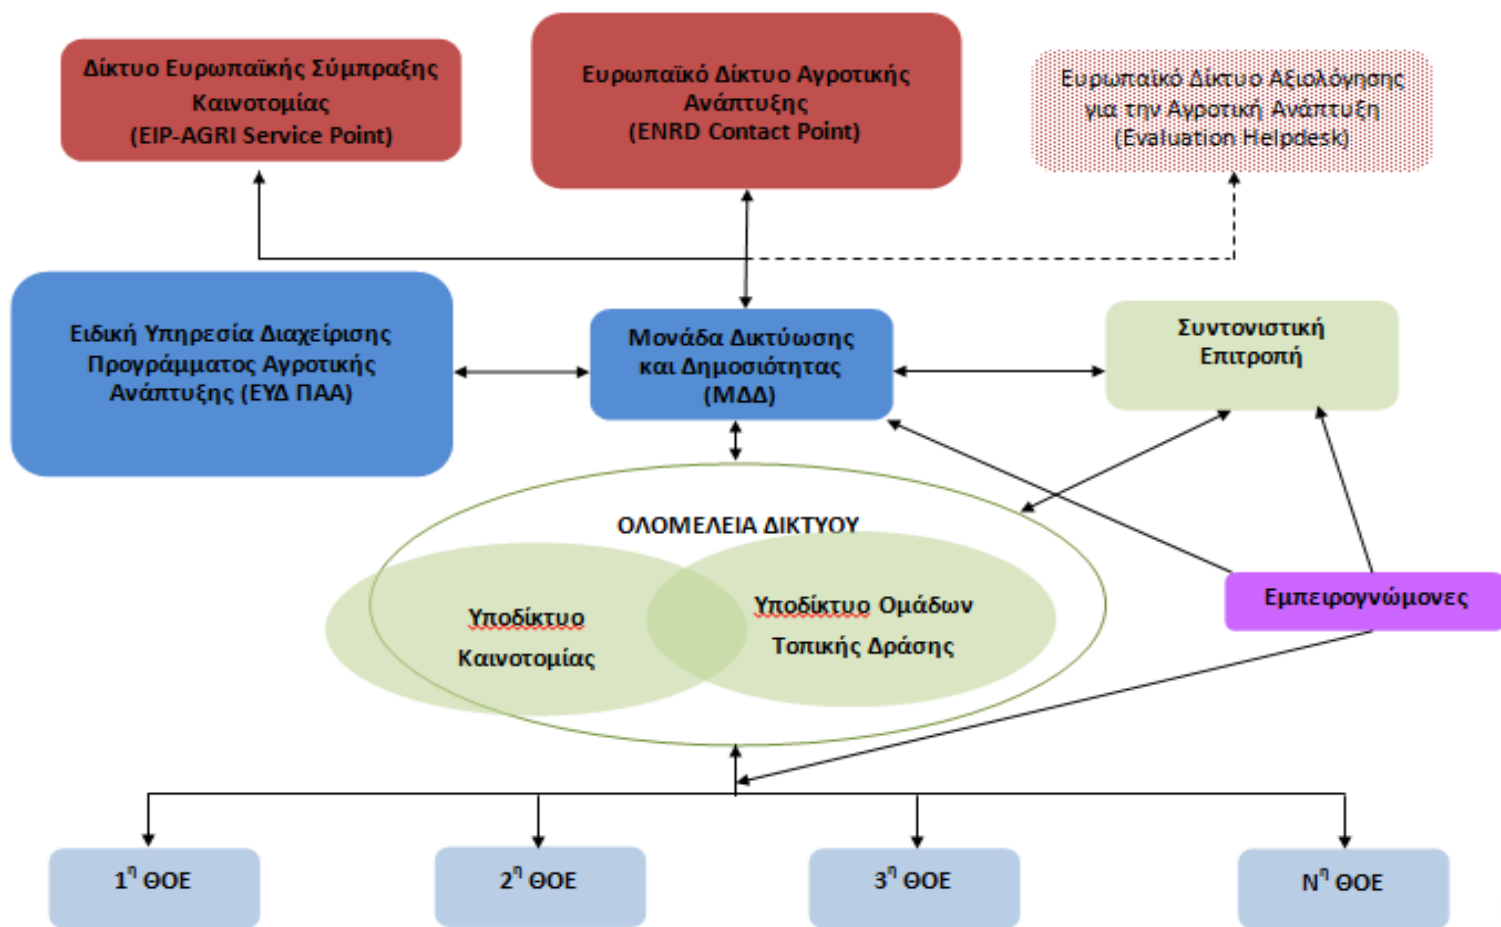 Δίκτυο Ευρωπαϊκής Σύμπραξης
Καινοτομίας
(EIP-AGRI Service Point)
Ευρωπαϊκό Δίκτυο Αγροτικής
Ανάπτυξης
(ENRD Contact Point)
Ευρωπαϊκό Δίκτυο Αξιολόγησης
για την Αγροτική Ανάπτυξη
(Evaluation Helpdesk)
Ειδική Υπηρεσία Διαχείρισης
Προγράμματος Αγροτικής
Ανάπτυξης (ΕΥΔ ΠΑΑ)
Μονάδα Δικτύωσης
και Δημοσιότητας
(ΜΔΔ)
Συντονιστική
Επιτροπή
ΟΛΟΜΕΛΕΙΑ ΔΙΚΤΥΟΥ
Υποδίκτυο
Καινοτομίας
Υποδίκτυο Ομάδων
Τοπικής Δράσης
Εμπειρογνώμονες
1η ΘΟΕ
2η ΘΟΕ
3η ΘΟΕ
Νη ΘΟΕ